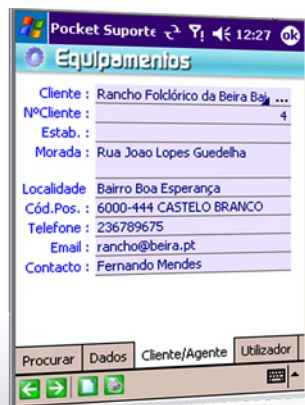 Pocket Suporte 12:27 ok
Equipamentos
Cliente : Rancho Folclórico da Beira Bai ...
NºCliente : 4
Estab. :
Morada : Rua Joao Lopes Guedelha
Localidade Bairro Boa Esperança
Cód.Pos. : 6000-444 CASTELO BRANCO
Telefone : 236789675
Email : rancho@beira.pt
Contacto : Fernando Mendes
Procurar Dados Cliente/Agente Utilizador